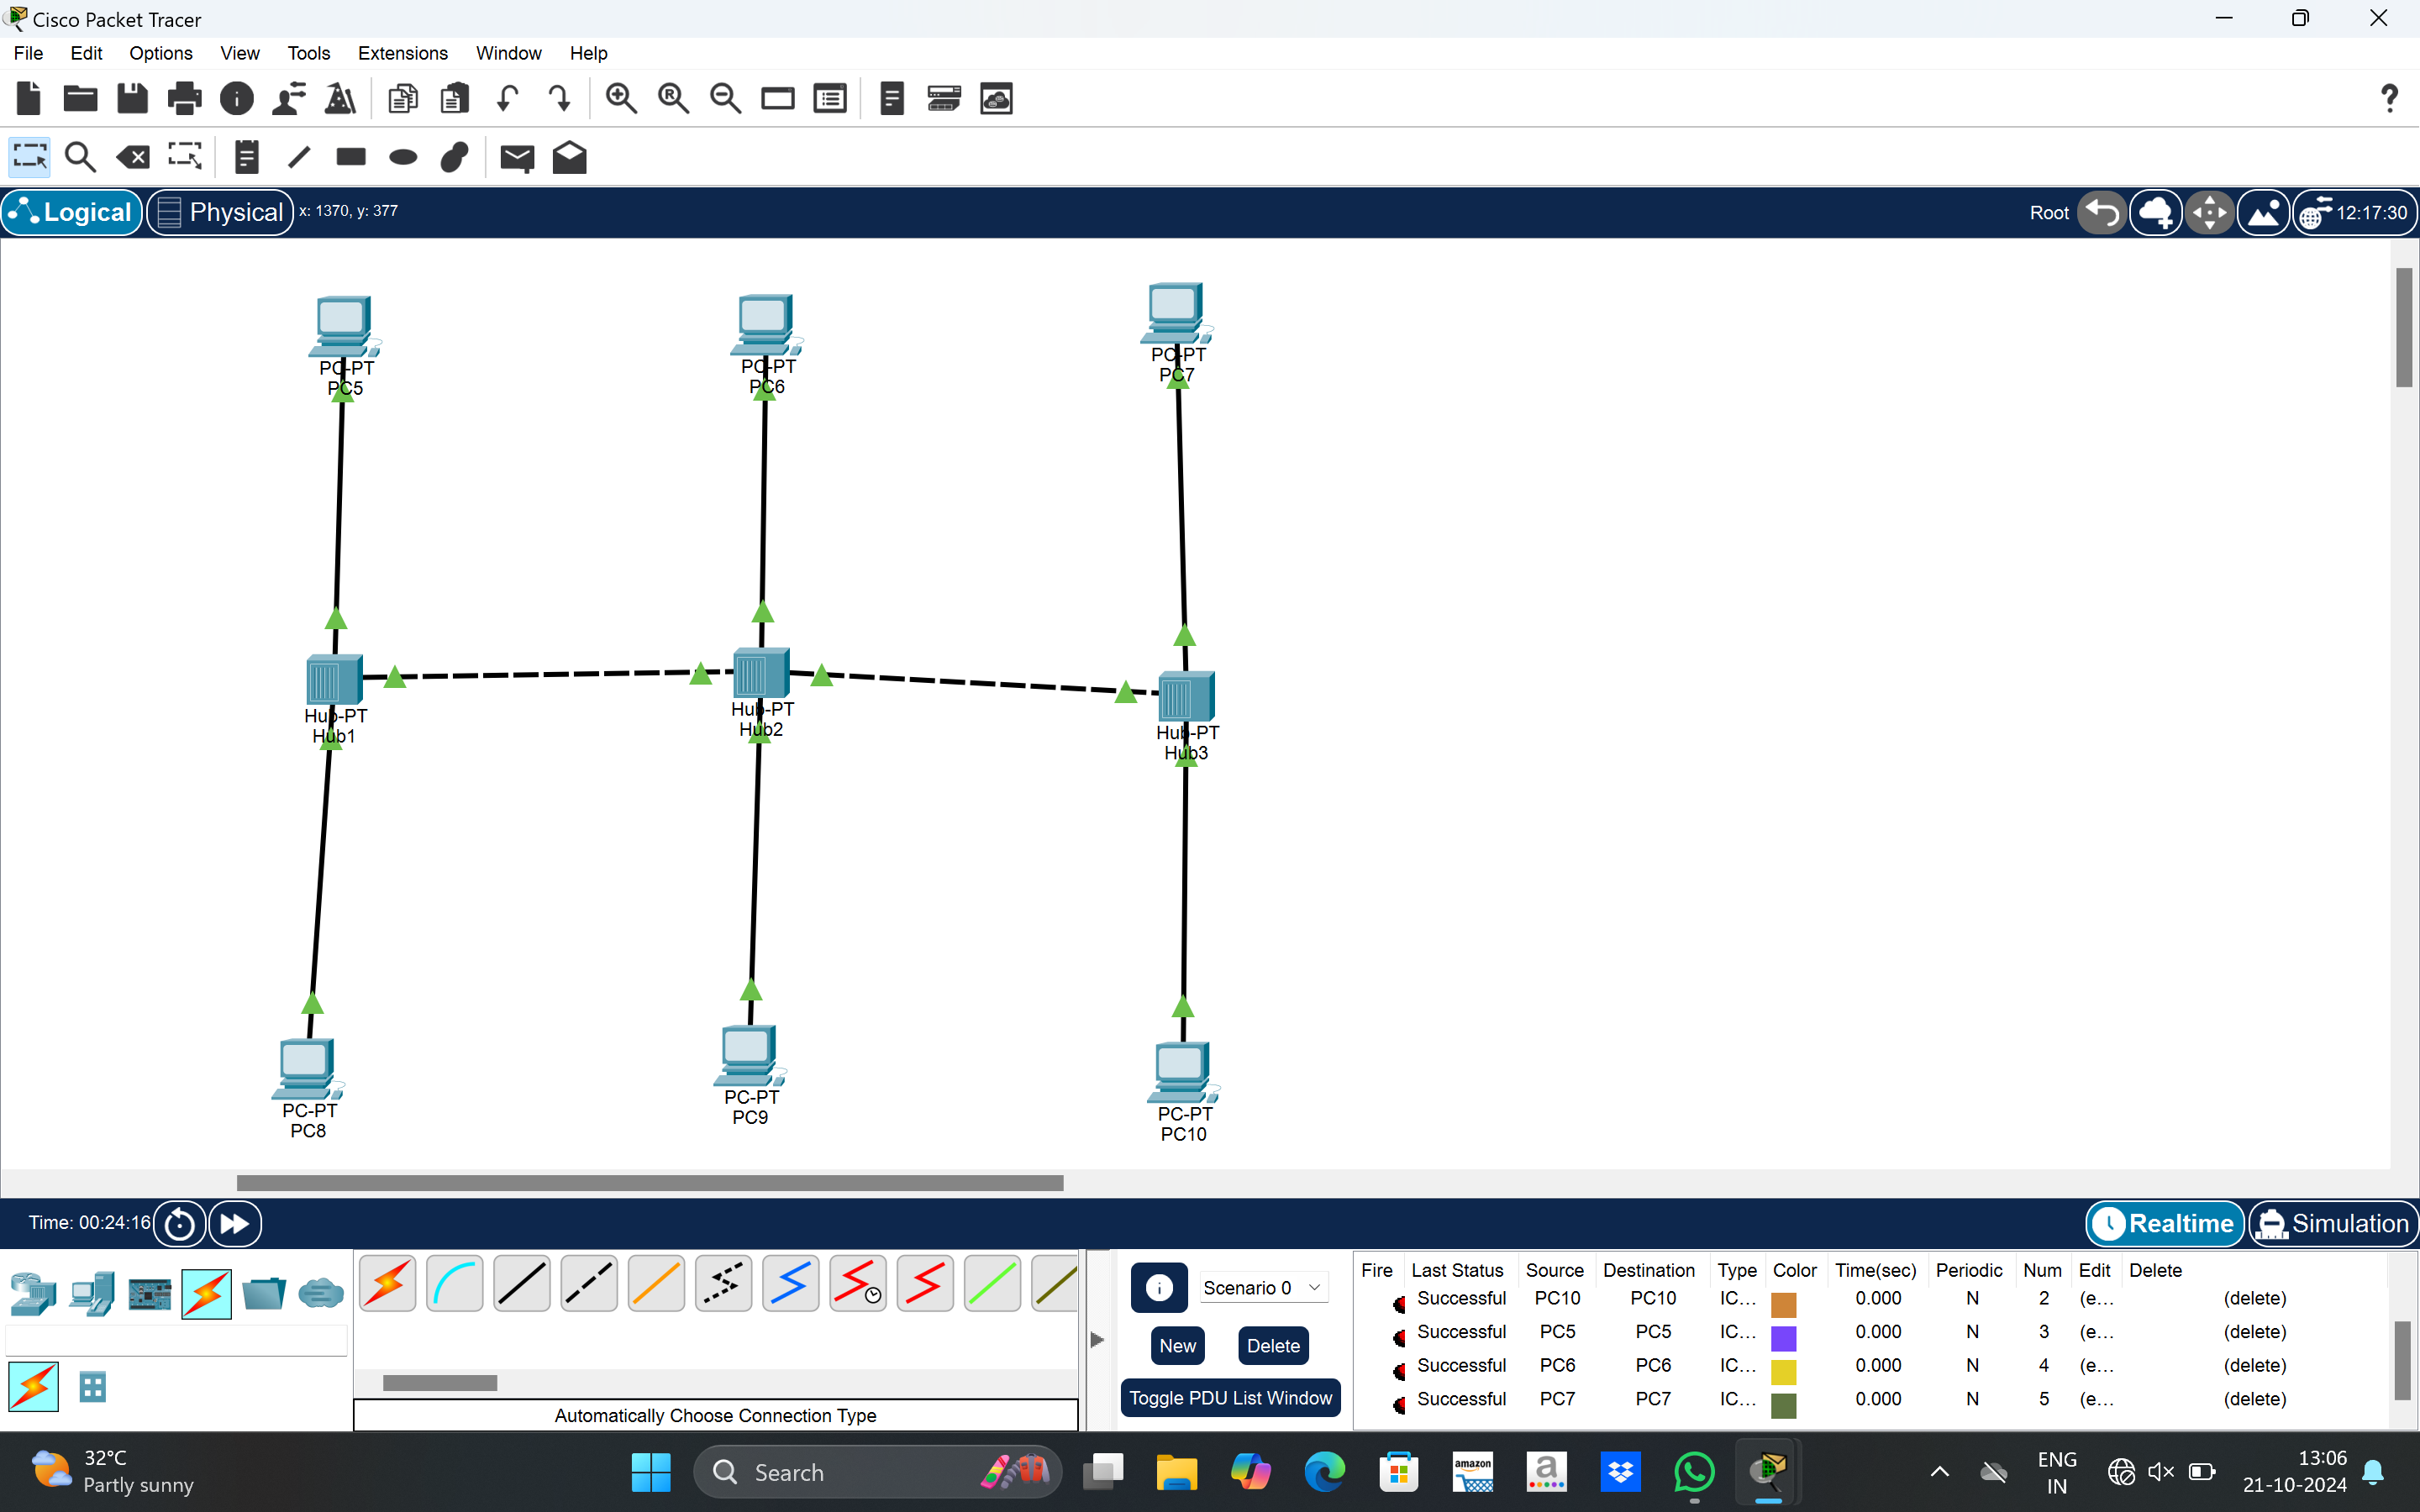 Cisco Packet Tracer
File Edit Options View Tools Extensions Window Help
Logical Physical x: 1370, y: 377 Root 12:17:30
PC-PT
PC5
PC-PT
PC6
PC-PT
PC7
Hub-PT
Hub1
Hub-PT
Hub2
Hub-PT
Hub3
PC-PT
PC8
PC-PT
PC9
PC-PT
PC10
Time: 00:24:16 Realtime Simulation
Automatically Choose Connection Type
Scenario 0
New Delete
Toggle PDU List Window
Fire Last Status Source Destination Type Color Time(sec) Periodic Num Edit Delete
Successful PC10 PC10 IC... 0.000 N 2 (e... (delete)
Successful PC5 PC5 IC... 0.000 N 3 (e... (delete)
Successful PC6 PC6 IC... 0.000 N 4 (e... (delete)
Successful PC7 PC7 IC... 0.000 N 5 (e... (delete)
32°C
Partly sunny
Search
amazon
a
ENG
IN
13:06
21-10-2024